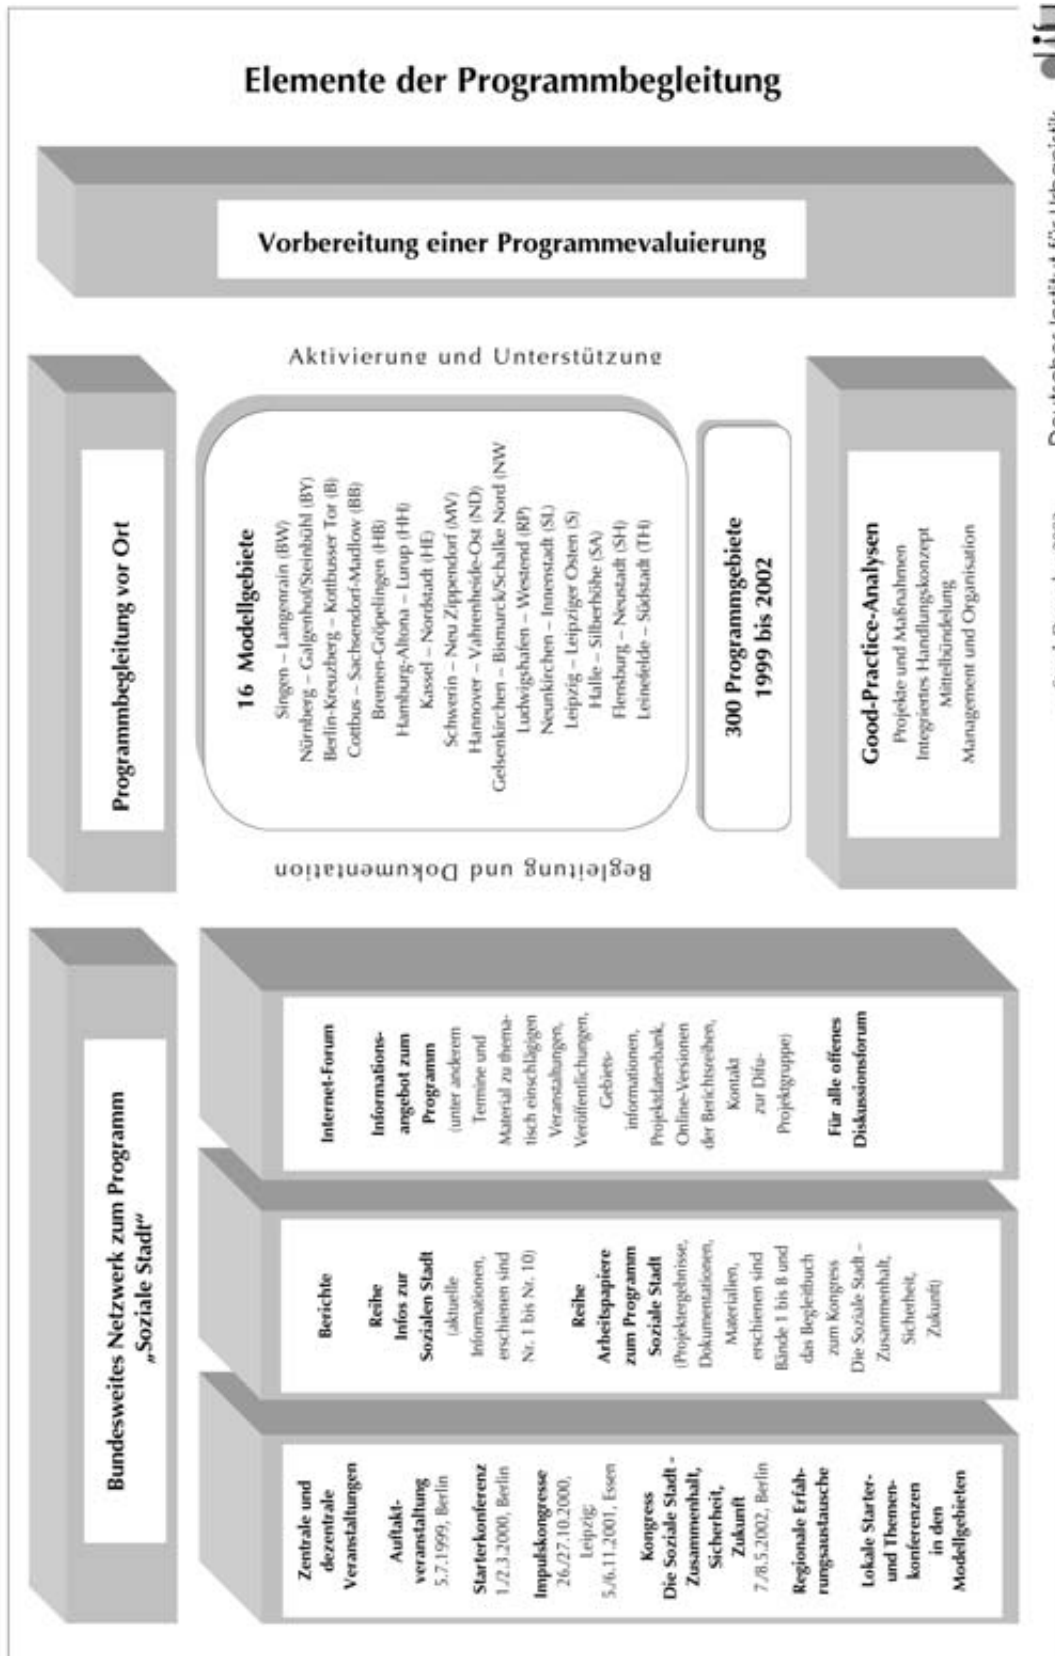 Elemente der Programmbegleitung
Bundesweites Netzwerk zum Programm
„Soziale Stadt“
Zentrale und
dezentrale
Veranstaltungen
Auftakt-
veranstaltung
5.7.1999, Berlin
Starterkonferenz
1./2.3.2000, Berlin
Impulskongresse
26./27.10.2000,
Leipzig;
5./6.11.2001, Essen
Kongress
Die Soziale Stadt -
Zusammenhalt,
Sicherheit,
Zukunft
7./8.5.2002, Berlin
Regionale Erfah-
rungsaustausche
Lokale Starter-
und Themen-
konferenzen
in den
Modellgebieten
Berichte
Reihe
Infos zur
Sozialen Stadt
(aktuelle
Informationen,
erschienen sind
Nr. 1 bis Nr. 10)
Reihe
Arbeitspapiere
zum Programm
Soziale Stadt
(Projektergebnisse,
Dokumentationen,
Materialien,
erschienen sind
Bände 1 bis 8 und
das Begleitbuch
zum Kongress
Die Soziale Stadt –
Zusammenhalt,
Sicherheit,
Zukunft)
Internet-Forum
Informations-
angebot zum
Programm
(unter anderem
Termine und
Material zu thema-
tisch einschlägigen
Veranstaltungen,
Veröffentlichungen,
Gebiets-
informationen,
Projektdatenbank,
Online-Versionen
der Berichtsreihen,
Kontakt
zur Difu-
Projektgruppe)
Für alle offenes
Diskussionsforum
Programmbegleitung vor Ort
Begleitung und Dokumentation
16 Modellgebiete
Singen – Langenrain (BW)
Nürnberg – Galgenhof/Steinbühl (BY)
Berlin-Kreuzberg – Kottbuser Tor (B)
Cottbus – Sachsendorf-Madlow (BB)
Bremen-Gröpelingen (HB)
Hamburg-Altona – Lurup (HH)
Kassel – Nordstadt (HE)
Schwerin – Neu Zippendorf (MV)
Hannover – Vahrenheide-Ost (ND)
Gelsenkirchen – Bismarck/Schalke Nord (NW
Ludwigshafen – Westend (RP)
Neunkirchen – Innenstadt (SL)
Leipzig – Leipziger Osten (S)
Halle – Silberhöhe (SA)
Flensburg – Neustadt (SH)
Leinefelde – Südstadt (TH)
Aktivierung und Unterstützung
300 Programmgebiete
1999 bis 2002
Good-Practice-Analysen
Projekte und Maßnahmen
Integriertes Handlungskonzept
Mittelbündelung
Management und Organisation
Vorbereitung einer Programmevaluierung
Deutsches Institut für Urbanistik
difu